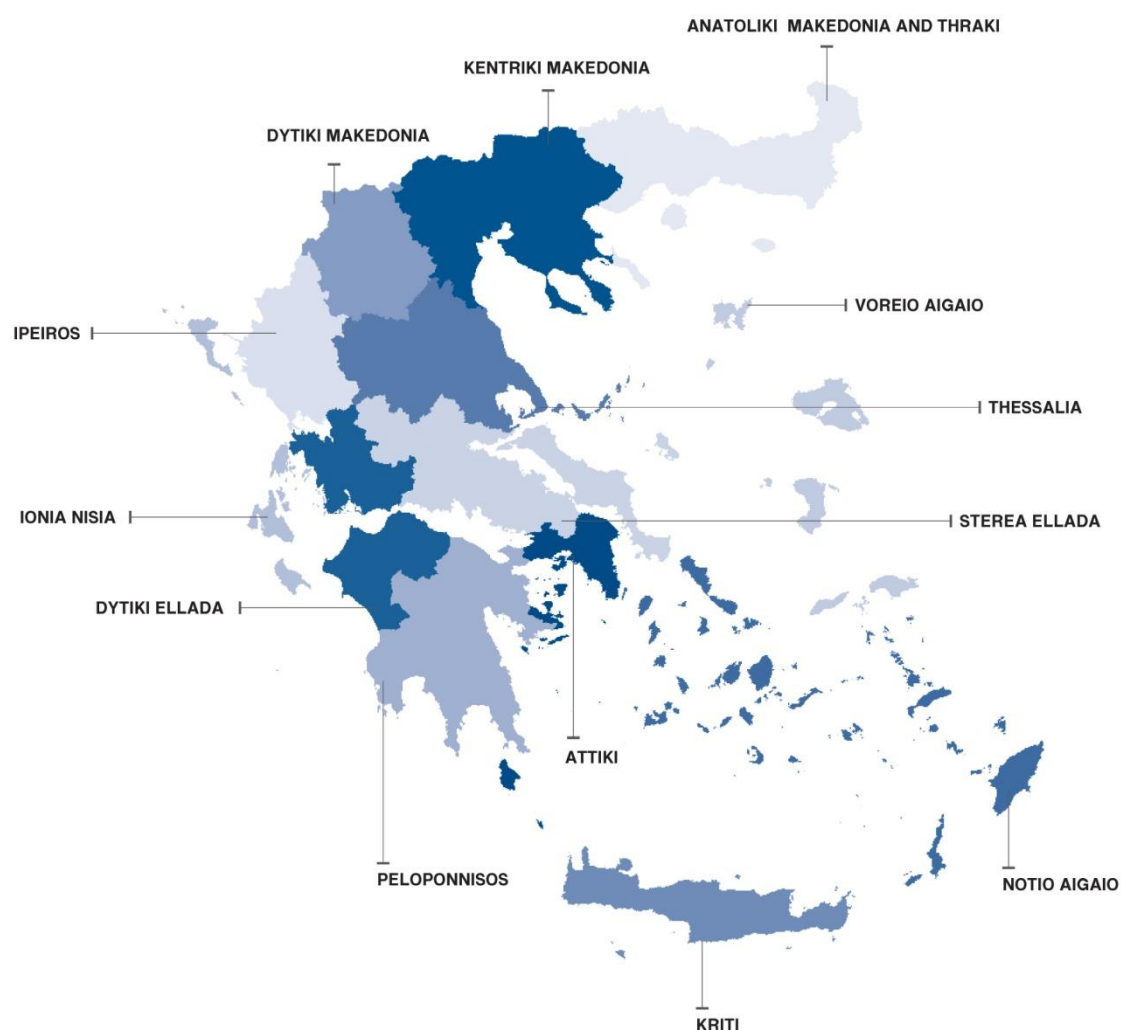 ANATOLIKI MAKEDONIA AND THRAKI
KENTRIKI MAKEDONIA
DYTIKI MAKEDONIA
VOREIO AIGAIO
IPEIROS
THESSALIA
IONIA NISIA
STEREA ELLADA
DYTIKI ELLADA
ATTIKI
PELOPONNISOS
NOTIO AIGAIO
KRITI